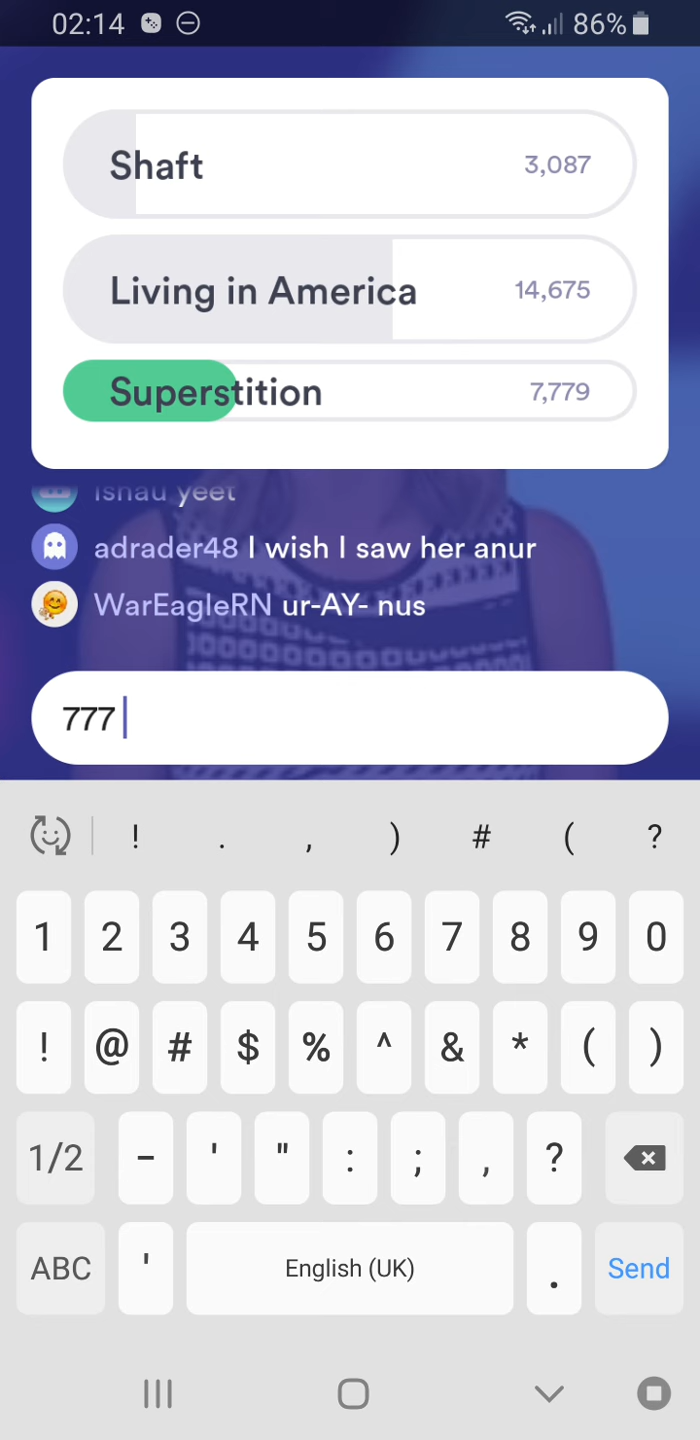 02:14 86%
Shaft 3,087
Living in America 14,675
Superstition 7,779
yeet
adrader48 I wish I saw her anur
WarEagleRN ur-AY- nus
777
! . , ) # ( ?
1 2 3 4 5 6 7 8 9 0
! @ # $ % ^ & * ( )
1/2 - ' " : ; , ?
ABC ' English (UK) . Send